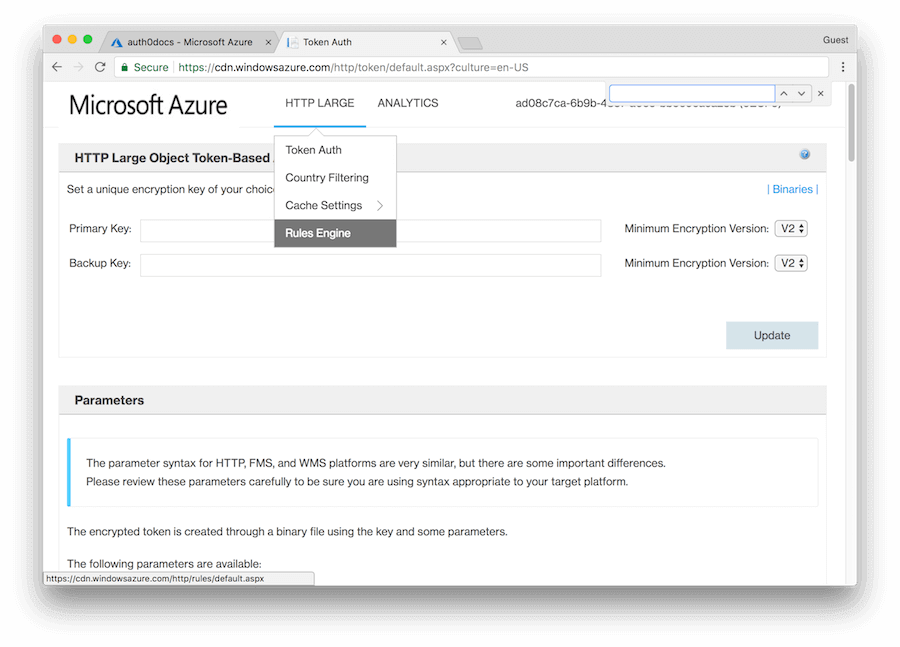 auth0docs - Microsoft Azure
Token Auth
Guest
Secure https://cdn.windowsazure.com/http/token/default.aspx?culture=en-US
Microsoft Azure
HTTP LARGE
ANALYTICS
ad08c7ca-6b9b-4
Token Auth
Country Filtering
Cache Settings
Rules Engine
HTTP Large Object Token-Based
Set a unique encryption key of your choice
| Binaries |
Primary Key:
Minimum Encryption Version: V2
Backup Key:
Minimum Encryption Version: V2
Update
Parameters
The parameter syntax for HTTP, FMS, and WMS platforms are very similar, but there are some important differences.
Please review these parameters carefully to be sure you are using syntax appropriate to your target platform.
The encrypted token is created through a binary file using the key and some parameters.
The following parameters are available:
https://cdn.windowsazure.com/http/rules/default.aspx